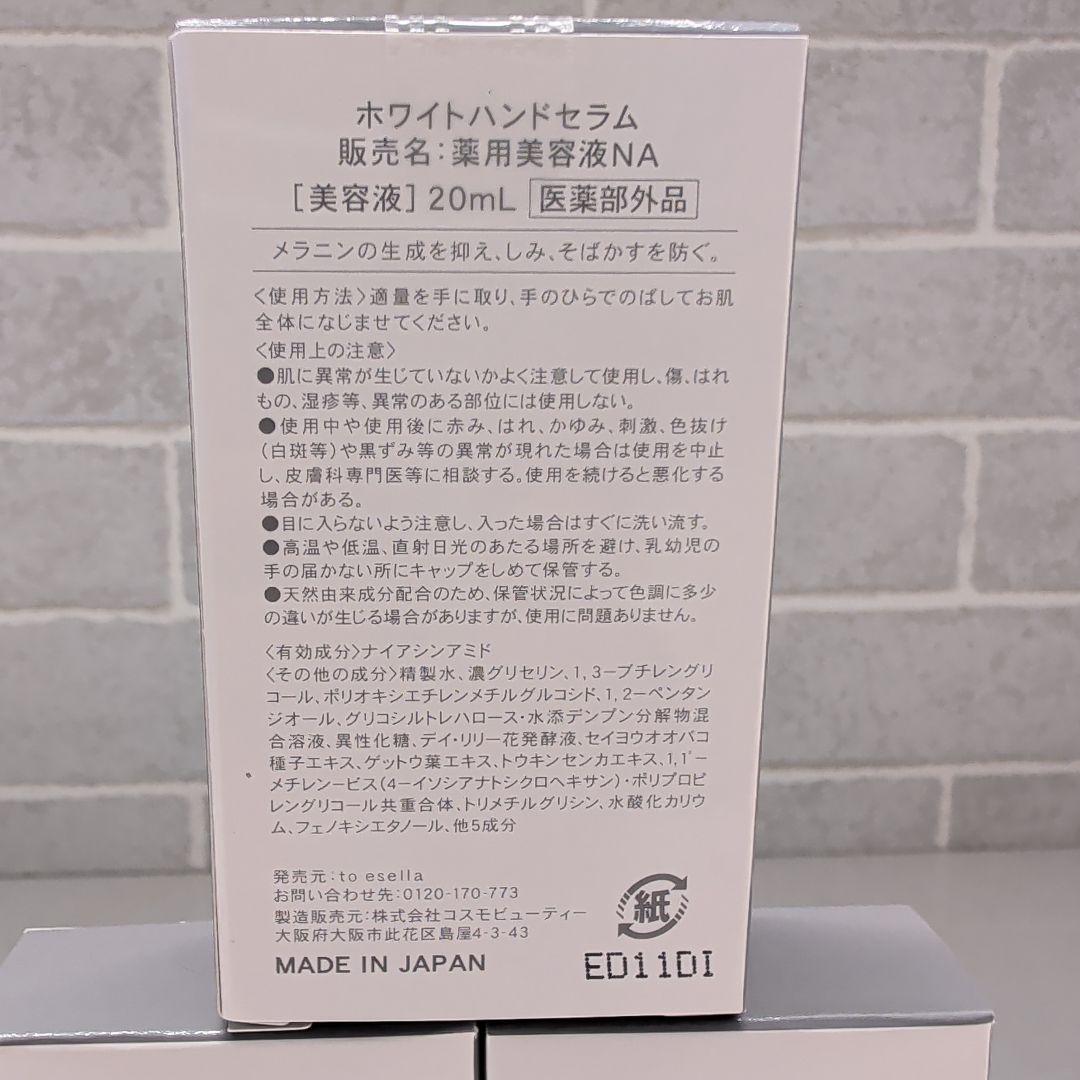 ホワイトハンドセラム
販売名:薬用美容液NA
[美容液]20mL 医薬部外品
メラニンの生成を抑え、しみ、そばかすを防ぐ。
〈使用方法〉適量を手に取り、手のひらでのばしてお肌
全体になじませてください。
〈使用上の注意〉
●肌に異常が生じていないかよく注意して使用し、傷、はれ
もの、湿疹等、異常のある部位には使用しない。
●使用中や使用後に赤み、はれ、かゆみ、刺激、色抜け
(白斑等)や黒ずみ等の異常が現れた場合は使用を中止
し、皮膚科専門医等に相談する。使用を続けると悪化する
場合がある。
●目に入らないよう注意し、入った場合はすぐに洗い流す。
●高温や低温、直射日光のあたる場所を避け、乳幼児の
手の届かない所にキャップをしめて保管する。
●天然由来成分配合のため、保管状況によって色調に多少
の違いが生じる場合がありますが、使用に問題ありません。
〈有効成分〉ナイアシンアミド
〈その他の成分〉精製水、濃グリセリン、1,3-ブチレングリ
コール、ポリオキシエチレンメチルグルコシド、1,2-ペンタン
ジオール、グリコシルトレハロース・水添デンプン分解物混
合溶液、異性化糖、デイ・リリー花発酵液、セイヨウオオバコ
種子エキス、ゲットウ葉エキス、トウキンセンカエキス、1,1'-
メチレン-ビス(4-イソシアナトシクロヘキサン)・ポリプロピ
レングリコール共重合体、トリメチルグリシン、水酸化カリウ
ム、フェノキシエタノール、他5成分
発売元:to esella
お問い合わせ先:0120-170-773
製造販売元:株式会社コスモビューティー
大阪府大阪市此花区島屋4-3-43
MADE IN JAPAN
紙
ED11DI